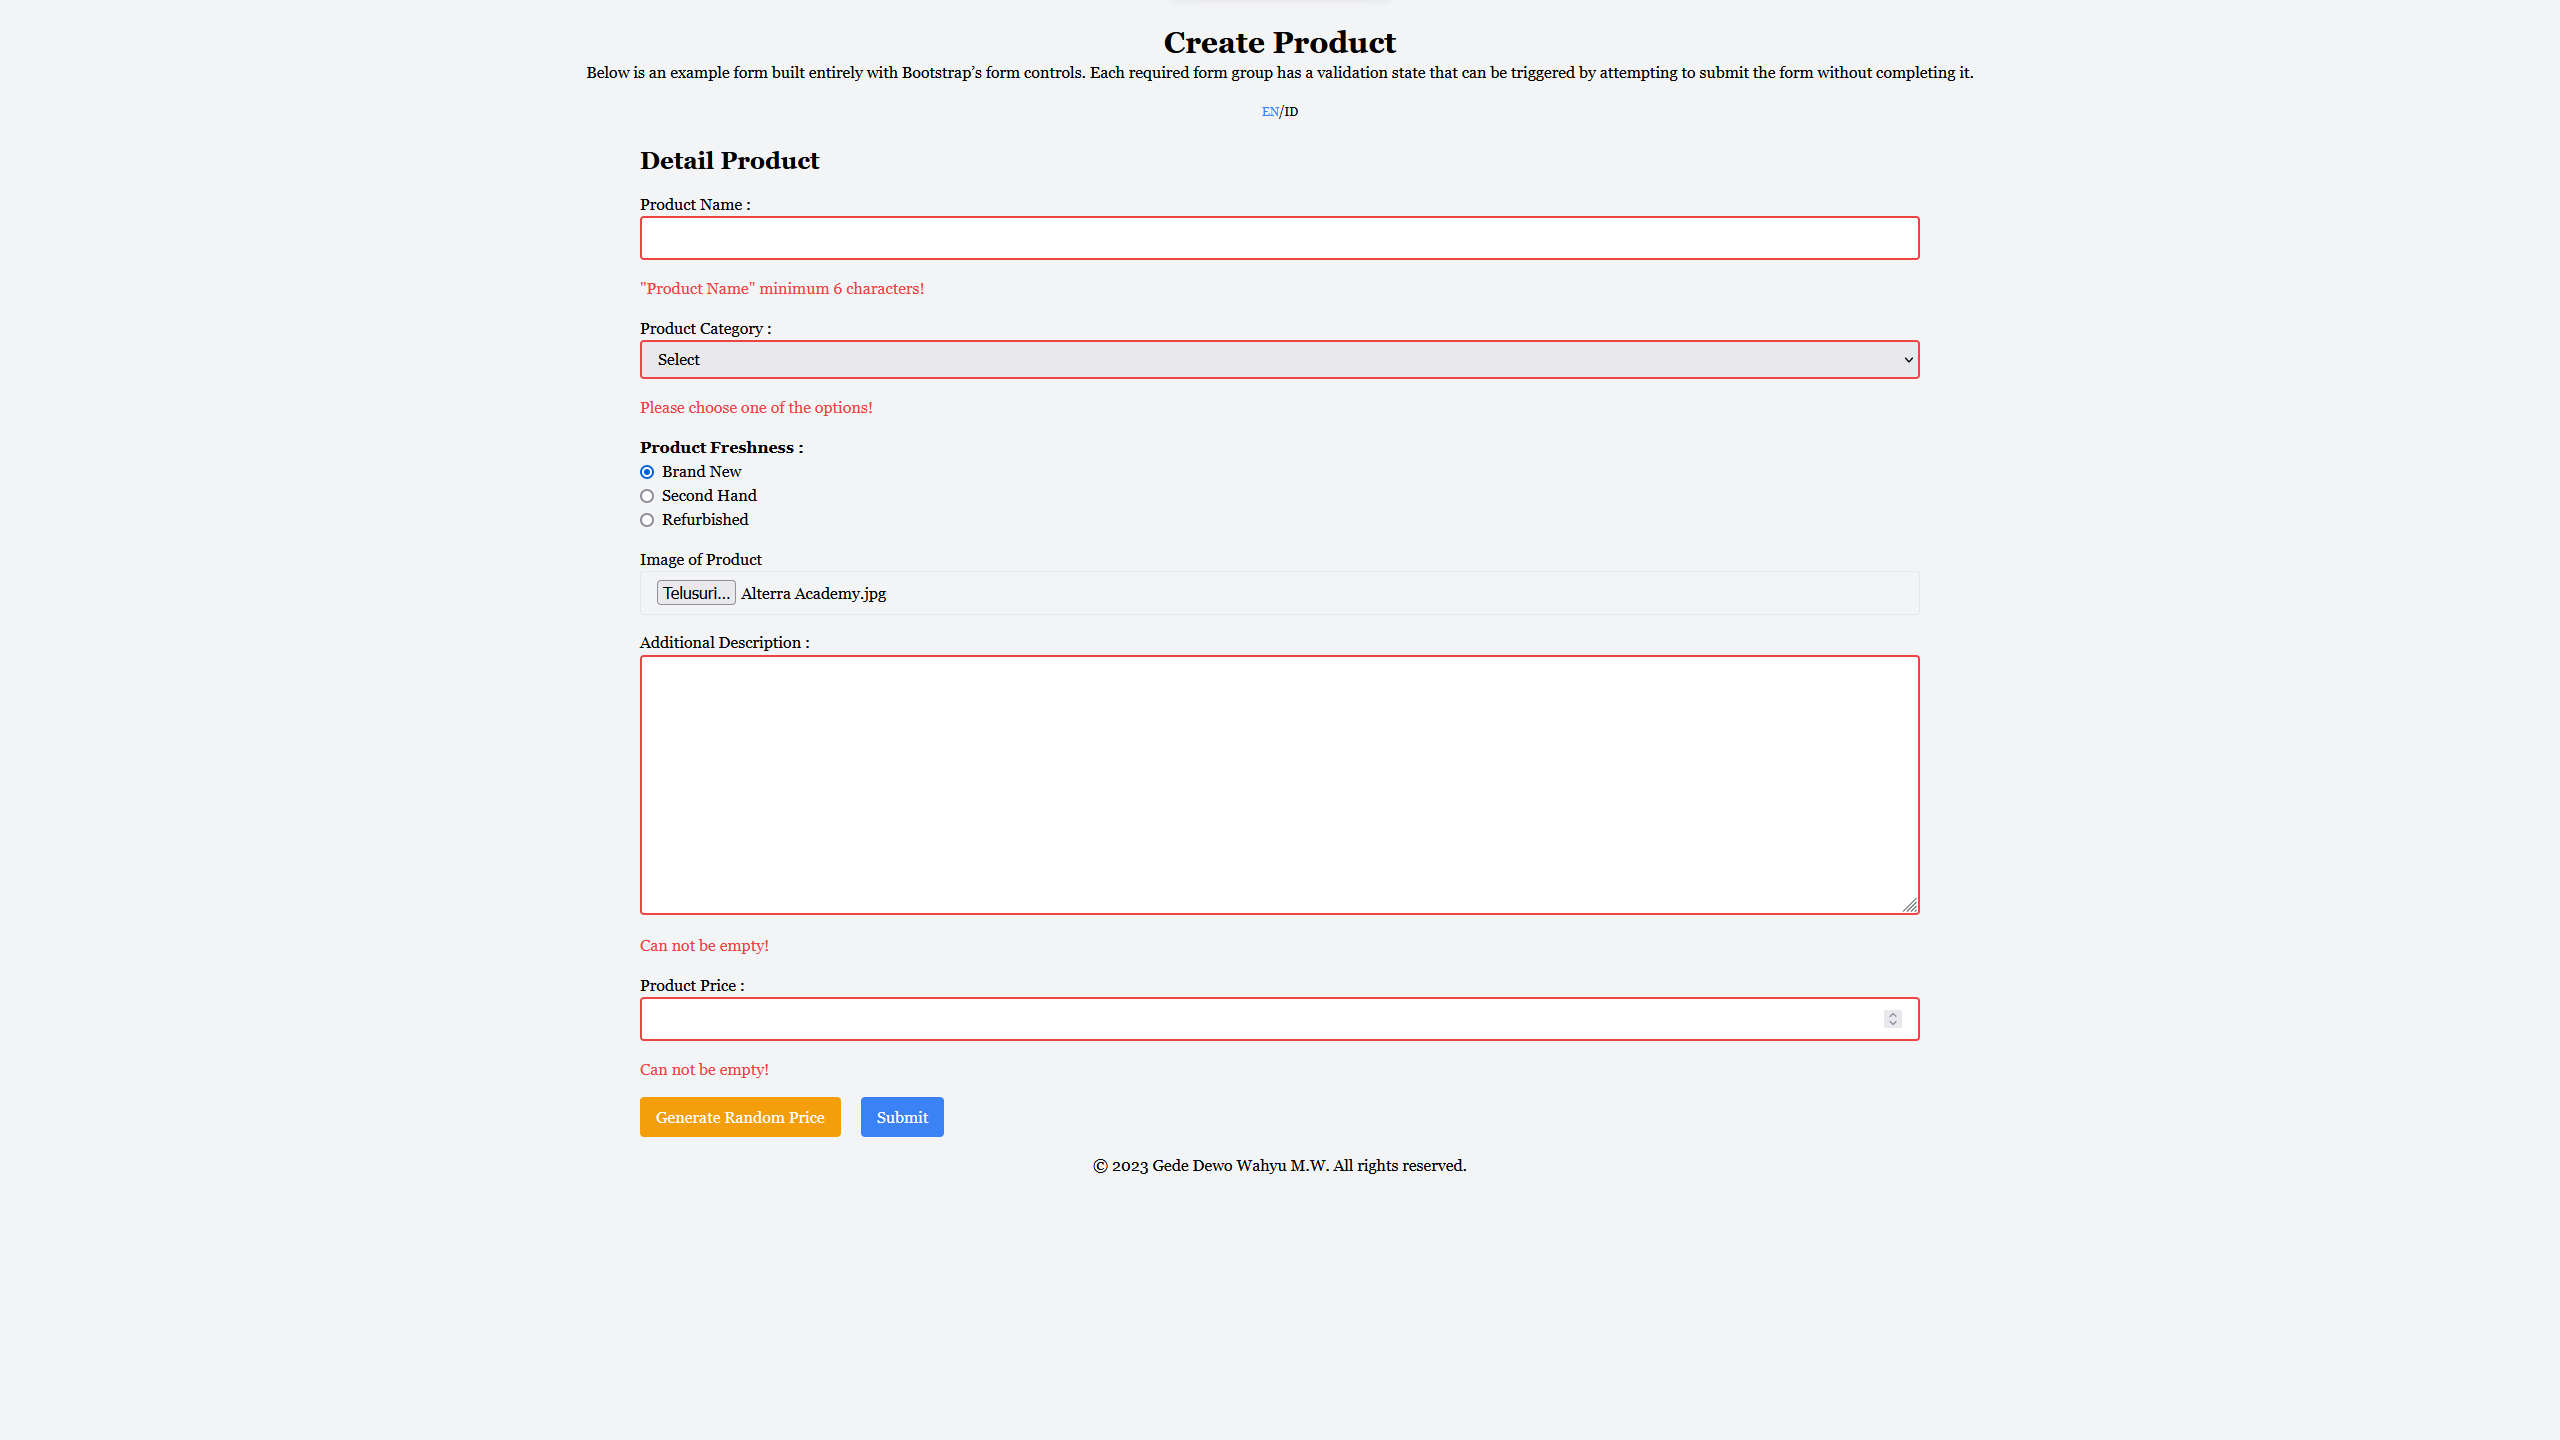 Create Product
Below is an example form built entirely with Bootstrap’s form controls. Each required form group has a validation state that can be triggered by attempting to submit the form without completing it.
EN/ID
Detail Product
Product Name :
"Product Name" minimum 6 characters!
Product Category :
Select
Please choose one of the options!
Product Freshness :
Brand New
Second Hand
Refurbished
Image of Product
Telusuri... Alterra Academy.jpg
Additional Description :
Can not be empty!
Product Price :
Can not be empty!
Generate Random Price Submit
© 2023 Gede Dewo Wahyu M.W. All rights reserved.